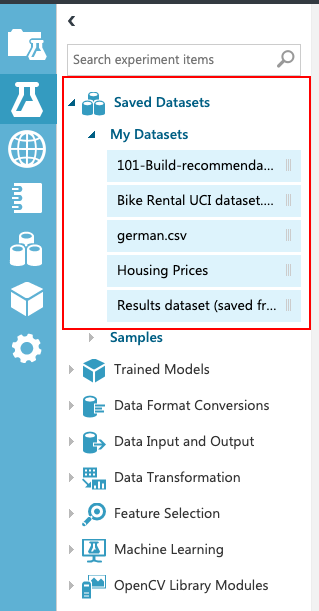 Search experiment items
Saved Datasets
My Datasets
101-Build-recommenda...
Bike Rental UCI dataset....
german.csv
Housing Prices
Results dataset (saved fr...
Samples
Trained Models
Data Format Conversions
Data Input and Output
Data Transformation
Feature Selection
Machine Learning
OpenCV Library Modules